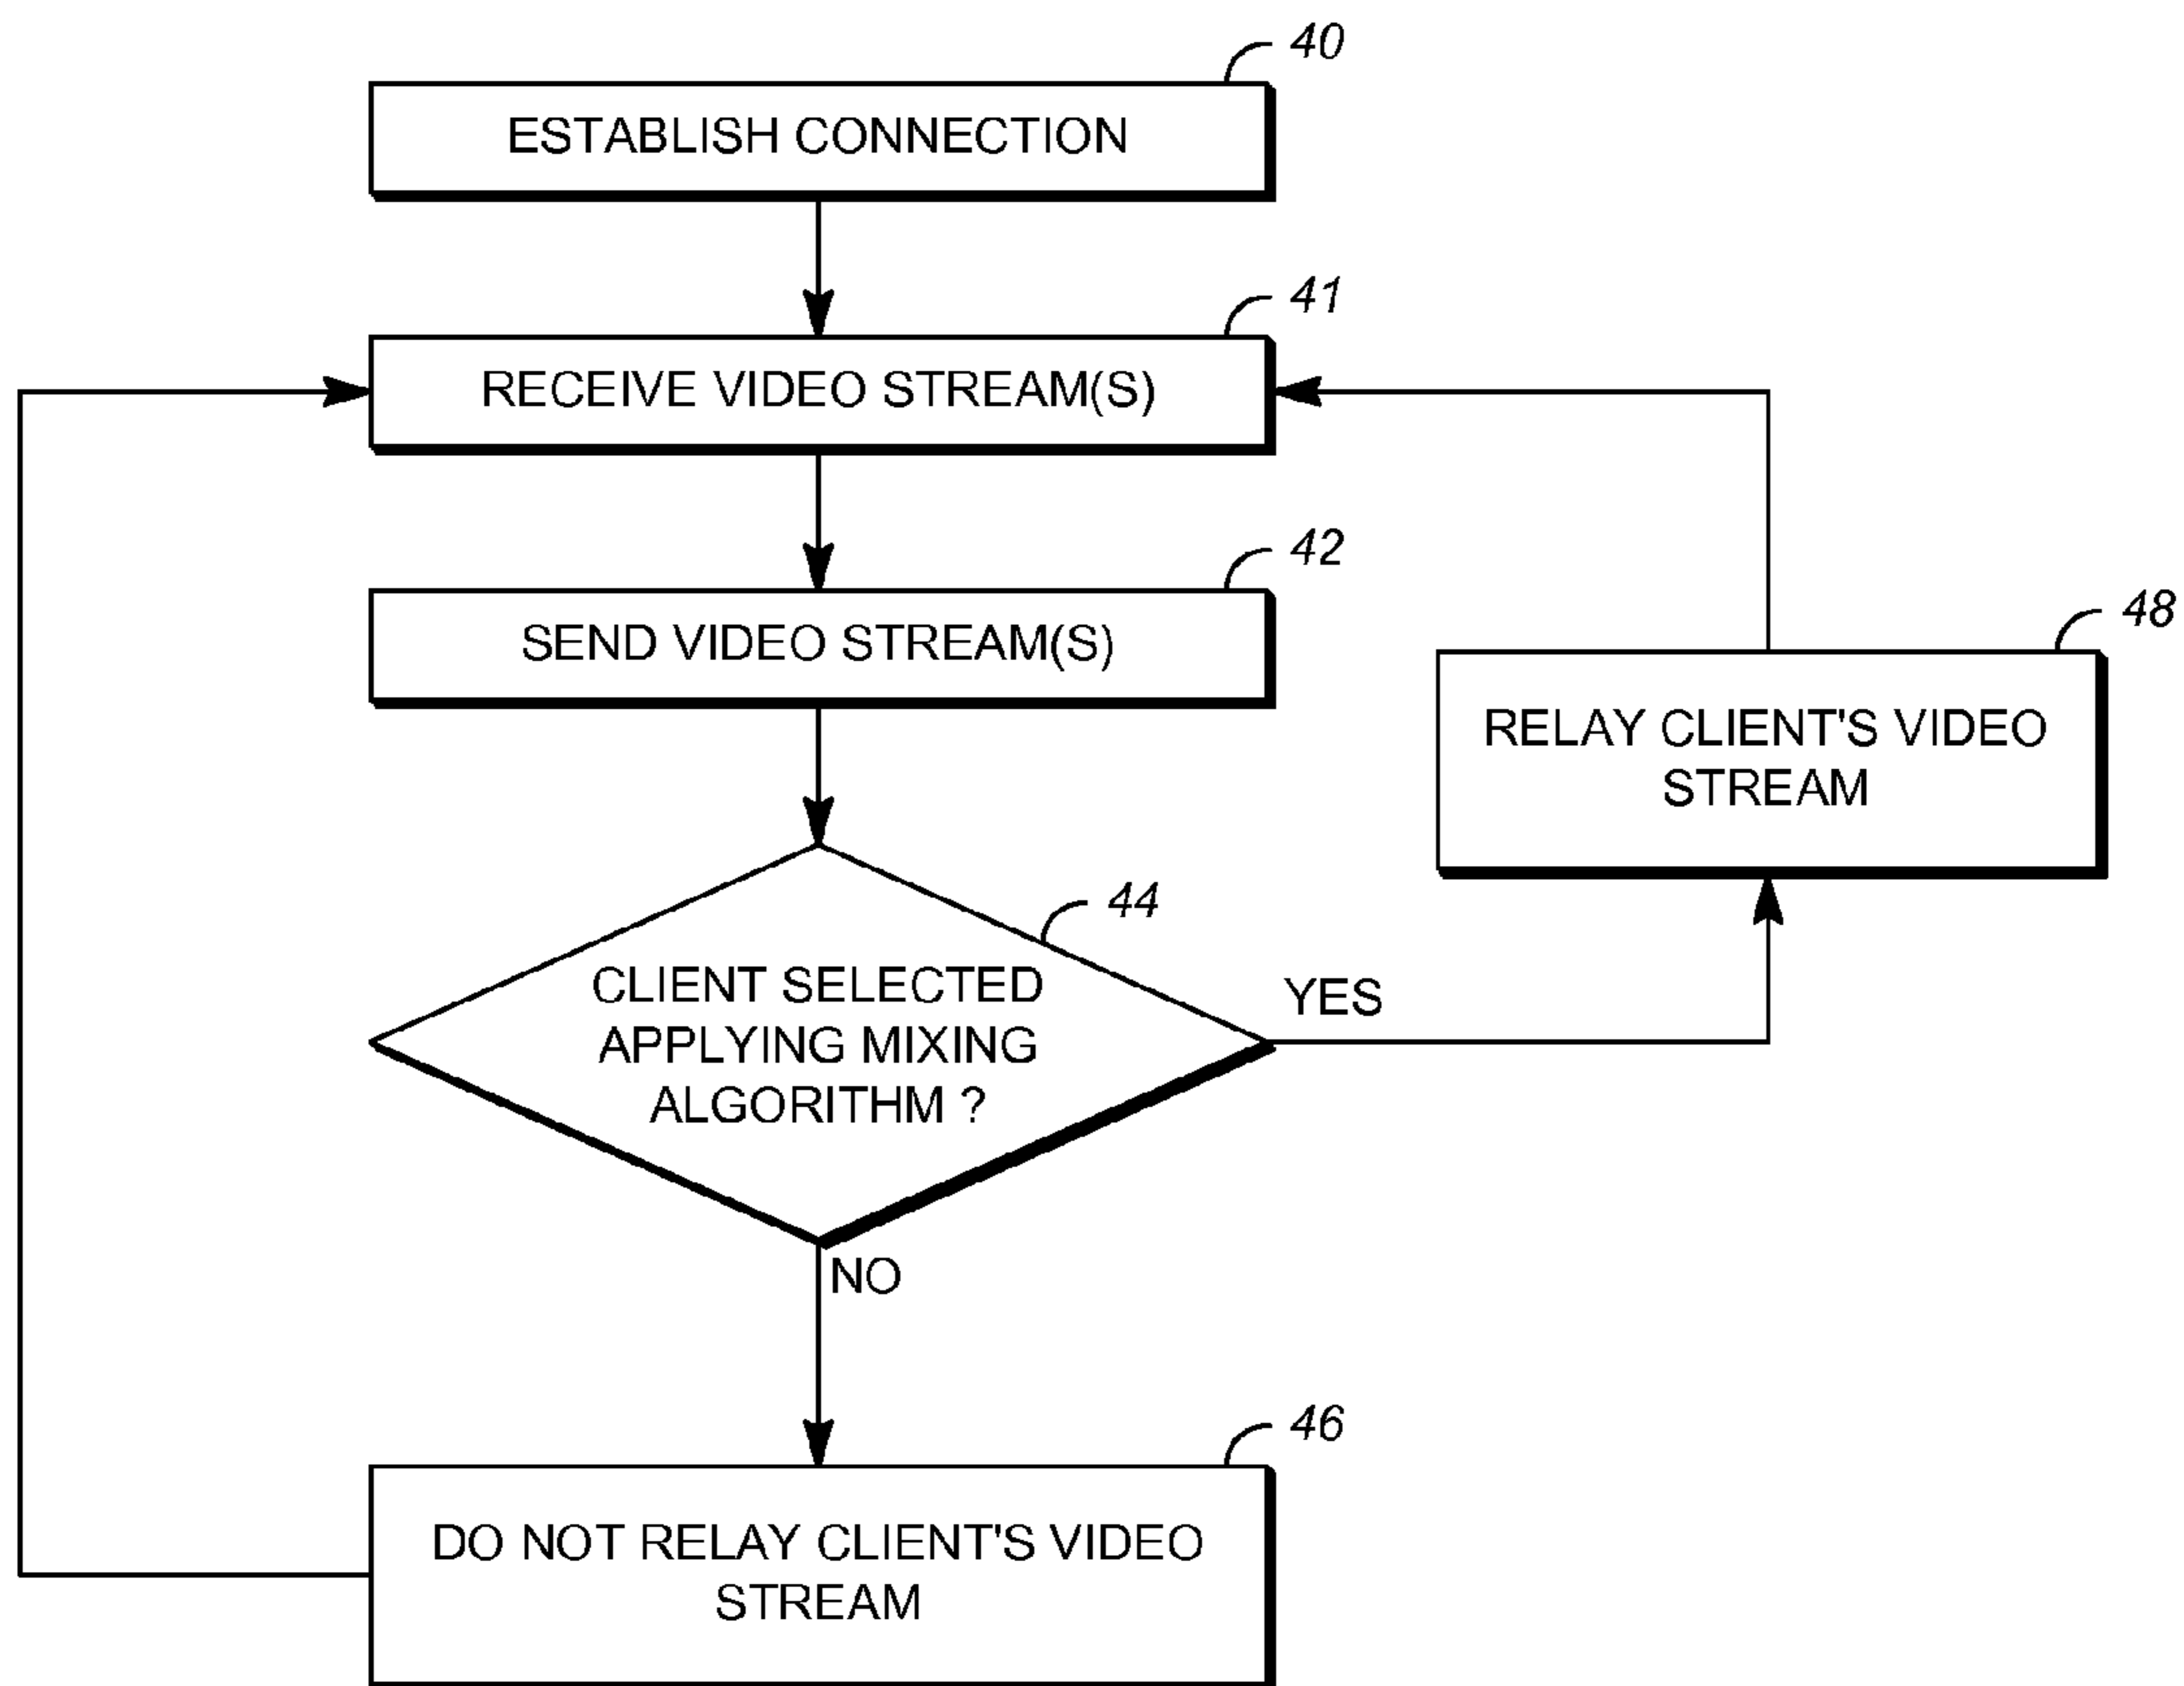 40
ESTABLISH CONNECTION
41
RECEIVE VIDEO STREAM(S)
42
SEND VIDEO STREAM(S)
48
RELAY CLIENT'S VIDEO
STREAM
44
CLIENT SELECTED
APPLYING MIXING
ALGORITHM ?
YES
NO
46
DO NOT RELAY CLIENT'S VIDEO
STREAM